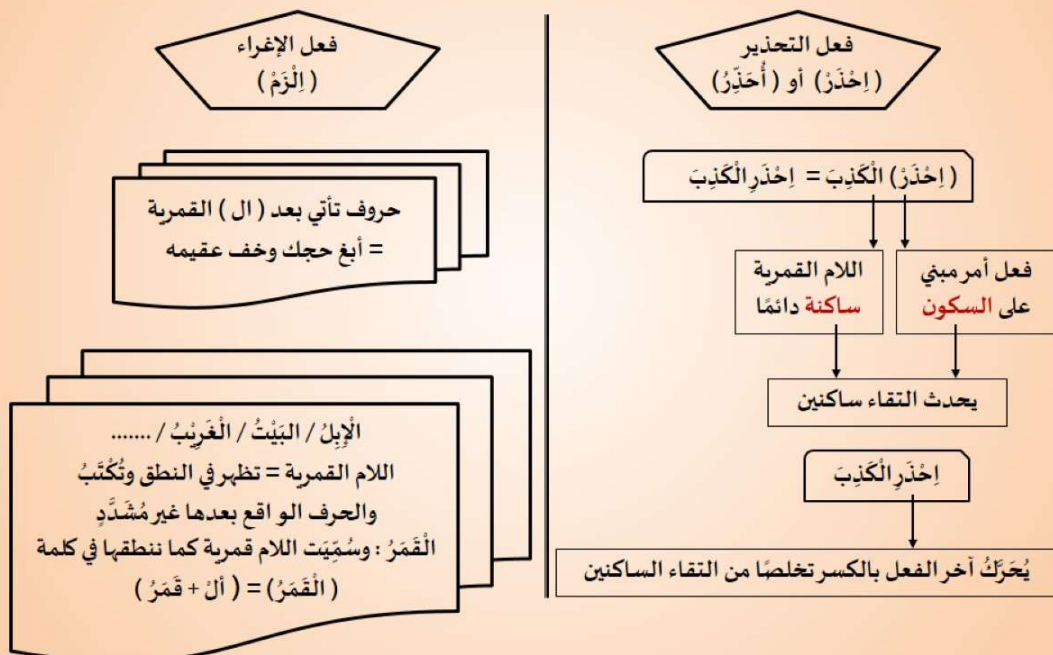 فعل التحذير
( اِحْذَرْ) أو ( أُحَذِّرُ)
( اِحْذَرْ) الْكَذِبَ = اِحْذَرِ الْكَذِبَ
فعل أمر مبني
على السكون
اللام القمرية
ساكنة دائمًا
يحدث التقاء ساكنين
اِحْذَرِ الْكَذِبَ
يُحَرَّكُ آخر الفعل بالكسر تخلصًا من التقاء الساكنين
فعل الإغراء
( اِلْزَمْ )
حروف تأتي بعد ( ال ) القمرية
= أبغ حجك وخف عقيمه
الْإِبِلُ / البَيْتُ / الْغَرِيْبُ / .......
اللام القمرية = تظهر في النطق وتُكْتَبُ
والحرف الواقع بعدها غير مُشَدَّدٍ
الْقَمَرُ : وسُمِّيَت اللام قمرية كما ننطقها في كلمة
( الْقَمَرُ) = ( ألْ + قَمَرُ )